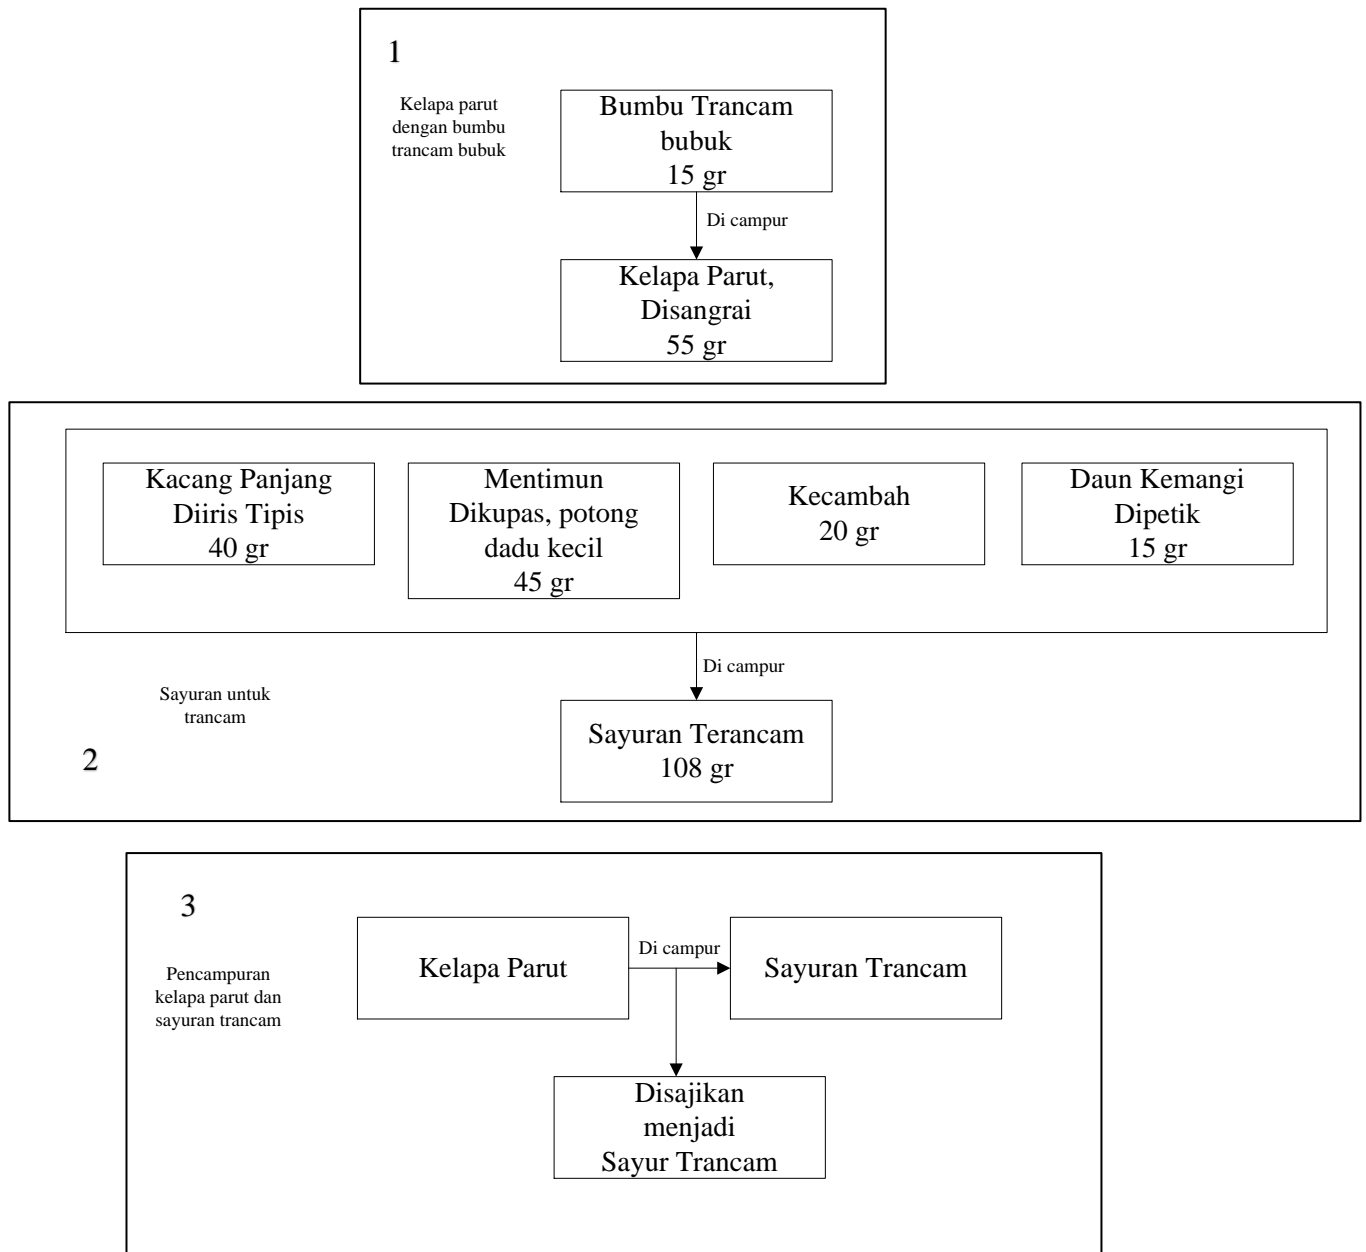 1
Kelapa parut
dengan bumbu
trancam bubuk
Bumbu Trancam
bubuk
15 gr
Di campur
Kelapa Parut,
Disangrai
55 gr
Kacang Panjang
Diiris Tipis
40 gr
Mentimun
Dikupas, potong
dadu kecil
45 gr
Kecambah
20 gr
Daun Kemangi
Dipetik
15 gr
Di campur
Sayuran untuk
trancam
2
Sayuran Terancam
108 gr
3
Pencampuran
kelapa parut dan
sayuran trancam
Kelapa Parut
Di campur
Sayuran Trancam
Disajikan
menjadi
Sayur Trancam